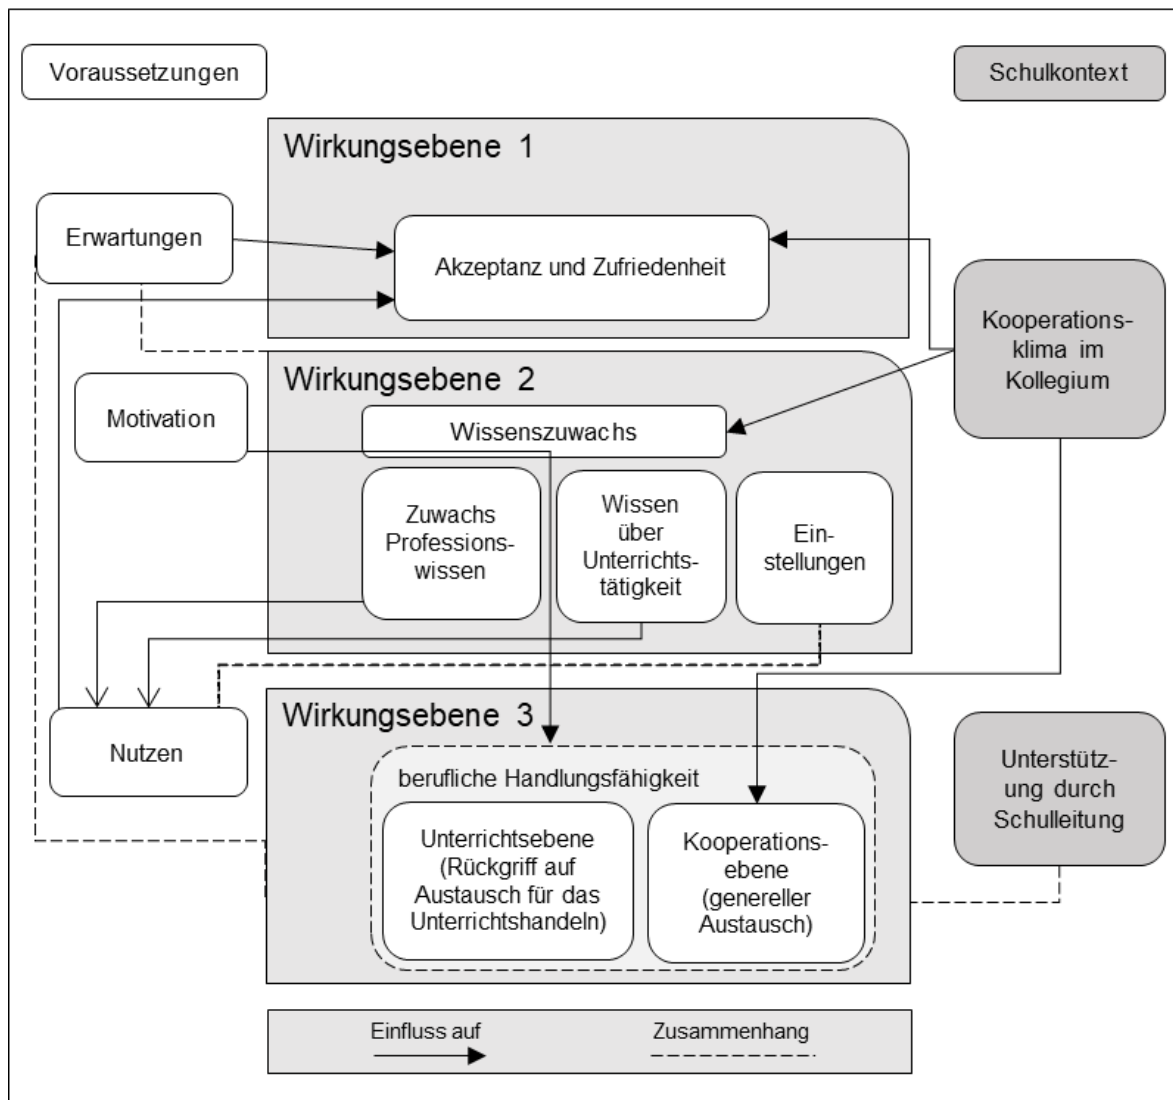 Voraussetzungen
Schulkontext
Wirkungsebene 1
Erwartungen
Akzeptanz und Zufriedenheit
Kooperations-
klima im
Kollegium
Wirkungsebene 2
Motivation
Wissenszuwachs
Zuwachs
Professions-
wissen
Wissen
über
Unterrichts-
tätigkeit
Ein-
stellungen
Wirkungsebene 3
Nutzen
berufliche Handlungsfähigkeit
Unterrichtsebene
(Rückgriff auf
Austausch für das
Unterrichtshandeln)
Kooperations-
ebene
(genereller
Austausch)
Unterstütz-
ung durch
Schulleitung
Einfluss auf
Zusammenhang